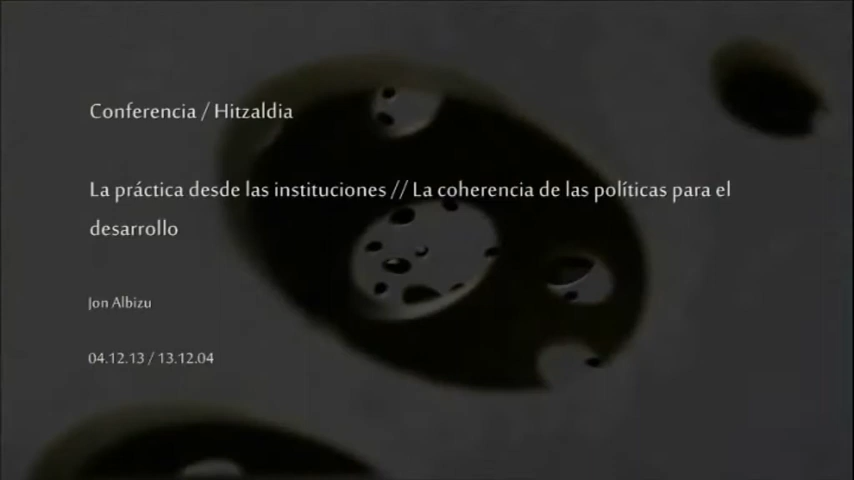 Conferencia / Hitzaldia
La práctica desde las instituciones // La coherencia de las políticas para el
desarrollo
Jon Albizu
04.12.13 / 13.12.04